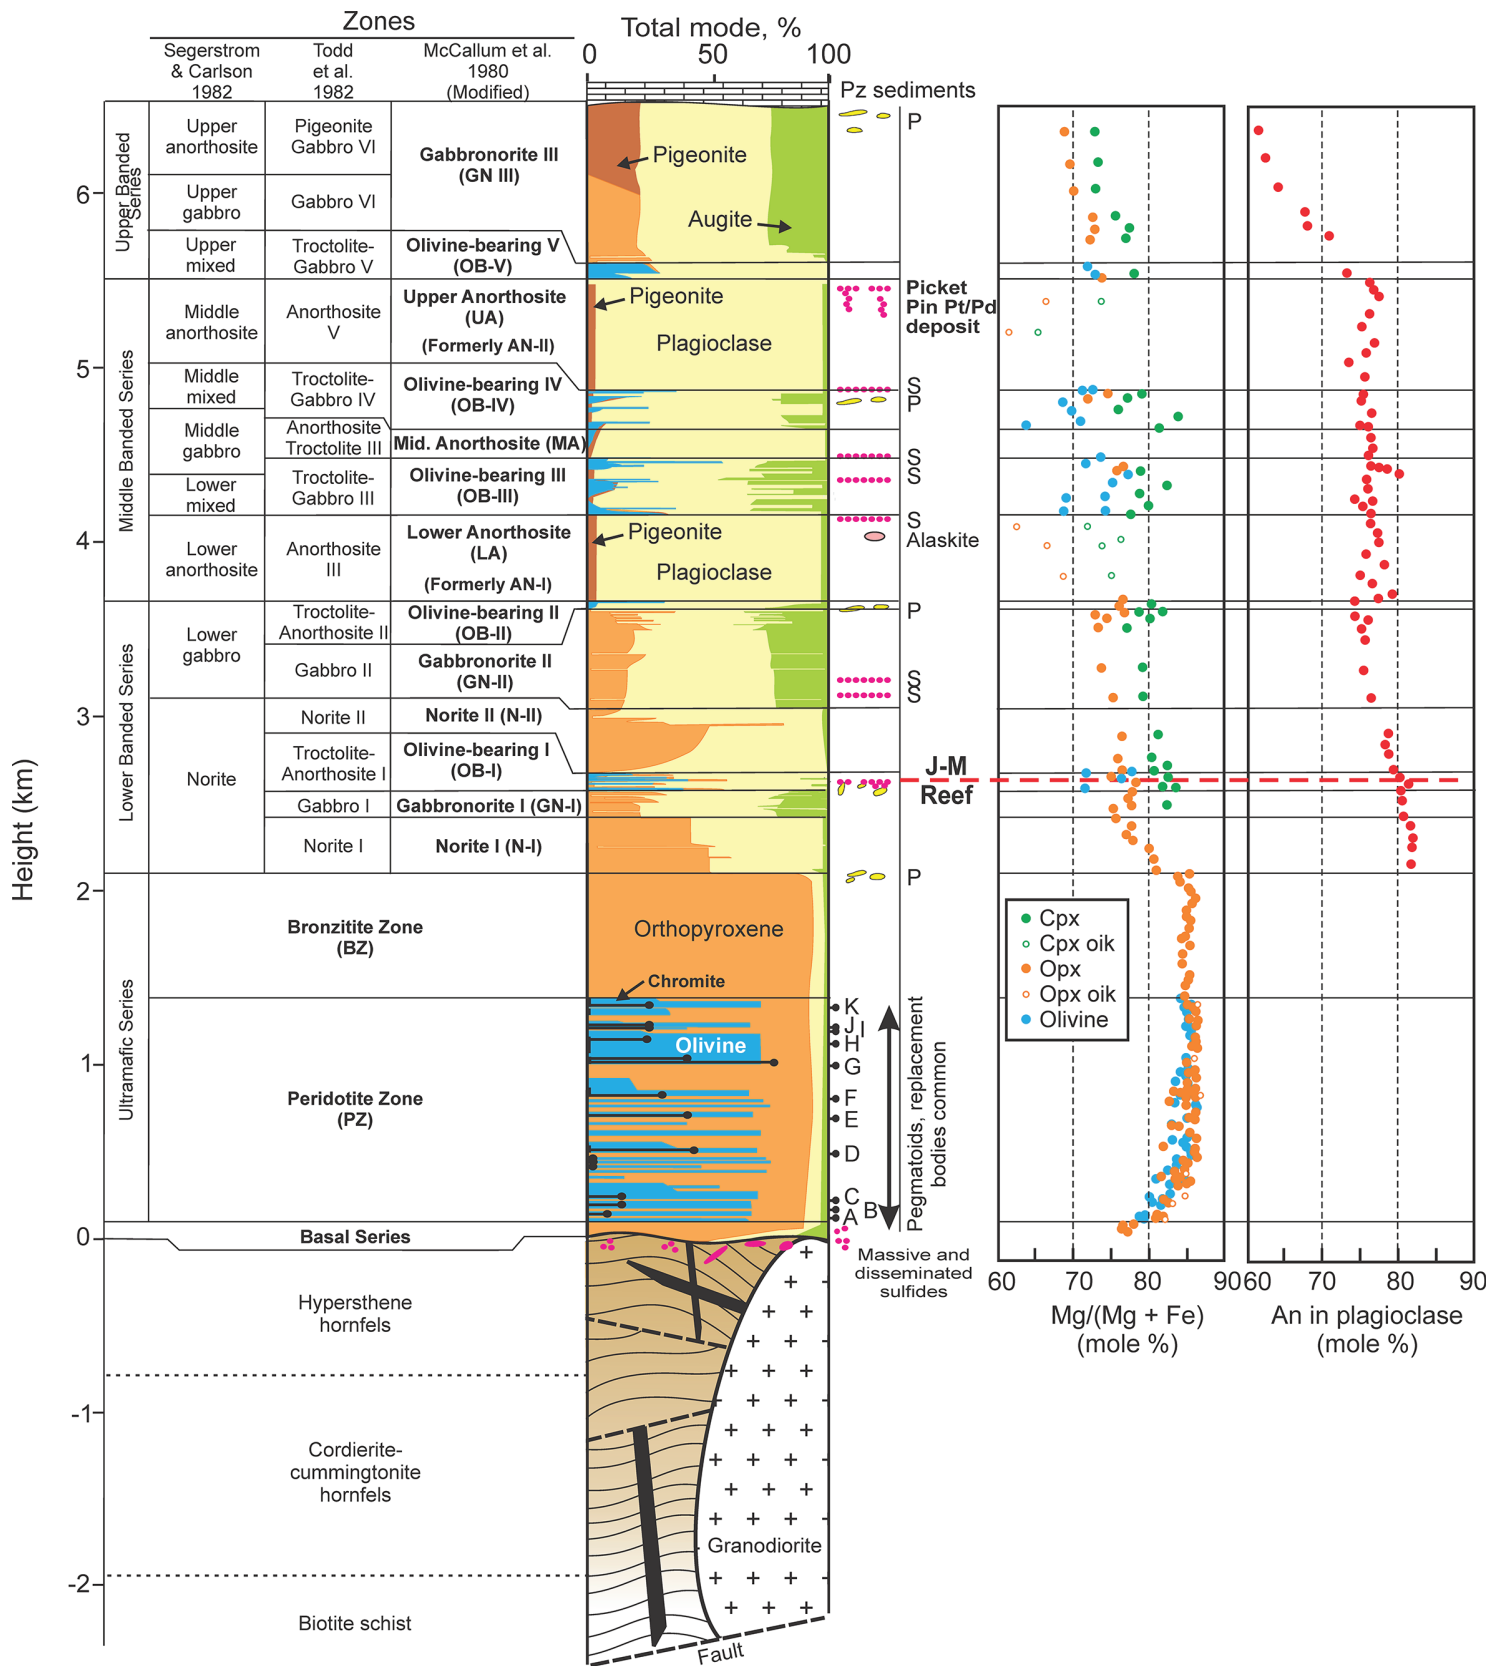 Zones
Total mode, %
Segerstrom
& Carlson
1982
Todd
et al.
1982
McCallum et al.
1980
(Modified)
0 50 100
Pz sediments
Upper Banded
Series
Upper
anorthosite
Pigeonite
Gabbro VI
Gabbronorite III
(GN III)
Pigeonite
P
Upper
gabbro
Gabbro VI
Augite
6
Upper
mixed
Troctolite-
Gabbro V
Olivine-bearing V
(OB-V)
Middle Banded Series
Middle
anorthosite
Anorthosite
V
Upper Anorthosite
(UA)
(Formerly AN-II)
Pigeonite
Plagioclase
Picket
Pin Pt/Pd
deposit
5
Middle
mixed
Troctolite-
Gabbro IV
Olivine-bearing IV
(OB-IV)
S
P
Middle
gabbro
Anorthosite
Troctolite III
Mid. Anorthosite (MA)
S
Lower
mixed
Troctolite-
Gabbro III
Olivine-bearing III
(OB-III)
S
S
4
Lower
anorthosite
Anorthosite
III
Lower Anorthosite
(LA)
(Formerly AN-I)
Pigeonite
Plagioclase
Alaskite
Lower Banded Series
Lower
gabbro
Troctolite-
Anorthosite II
Olivine-bearing II
(OB-II)
P
Gabbro II
Gabbronorite II
(GN-II)
S
S
3
Norite
Norite II
Norite II (N-II)
Troctolite-
Anorthosite I
Olivine-bearing I
(OB-I)
J-M
Reef
Gabbro I
Gabbronorite I (GN-I)
Norite I
Norite I (N-I)
Height (km)
2
P
Ultramafic Series
Bronzitite Zone
(BZ)
Orthopyroxene
Chromite
Cpx
Cpx oik
Opx
Opx oik
Olivine
1
Peridotite Zone
(PZ)
Olivine
K
J
I
H
G
F
E
D
C
B
A
Pegmatoids, replacement
bodies common
0
Basal Series
Massive and
disseminated
sulfides
60 70 80 90
Mg/(Mg + Fe)
(mole %)
60 70 80 90
An in plagioclase
(mole %)
Hypersthene
hornfels
-1
Cordierite-
cummingtonite
hornfels
Granodiorite
-2
Biotite schist
Fault